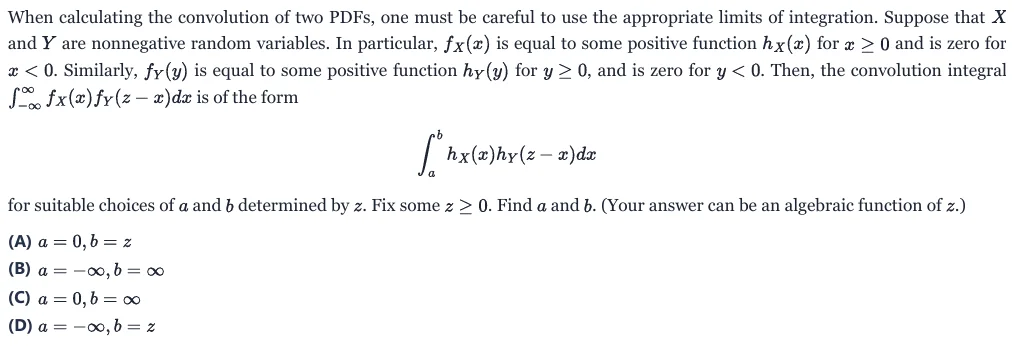 When calculating the convolution of two PDFs, one must be careful to use the appropriate limits of integration. Suppose that X
and Y are nonnegative random variables. In particular, f_X(x) is equal to some positive function h_X(x) for x ≥ 0 and is zero for
x < 0. Similarly, f_Y(y) is equal to some positive function h_Y(y) for y ≥ 0, and is zero for y < 0. Then, the convolution integral
∫_{-∞}^{∞} f_X(x)f_Y(z − x)dx is of the form
∫_a^b h_X(x)h_Y(z − x)dx
for suitable choices of a and b determined by z. Fix some z ≥ 0. Find a and b. (Your answer can be an algebraic function of z.)
(A) a = 0, b = z
(B) a = −∞, b = ∞
(C) a = 0, b = ∞
(D) a = −∞, b = z